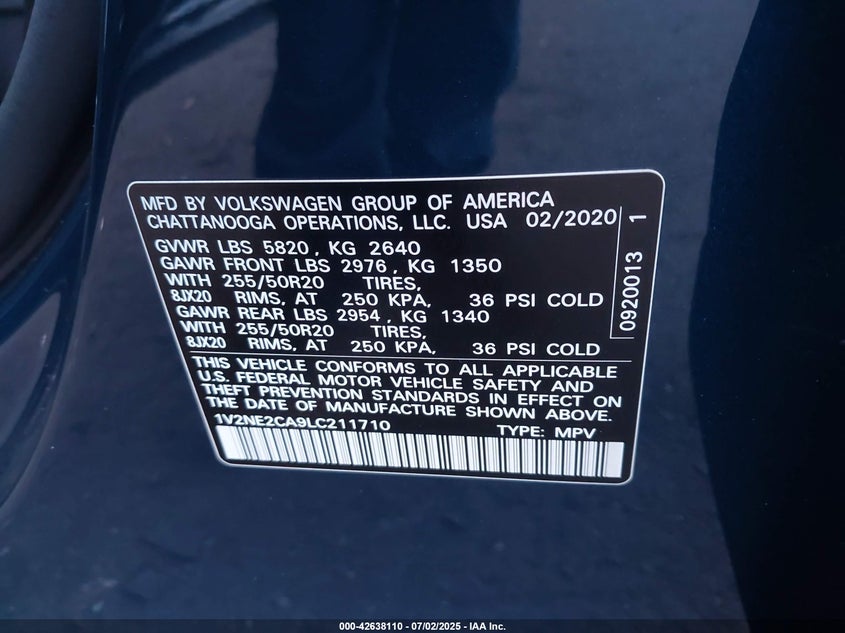 MFD BY VOLKSWAGEN GROUP OF AMERICA
CHATTANOOGA OPERATIONS, LLC. USA 02/2020
GVWR LBS 5820, KG 2640
GAWR FRONT LBS 2976, KG 1350
WITH 255/50R20 TIRES,
8JX20 RIMS, AT 250 KPA, 36 PSI COLD
GAWR REAR LBS 2954, KG 1340
WITH 255/50R20 TIRES,
8JX20 RIMS, AT 250 KPA, 36 PSI COLD
THIS VEHICLE CONFORMS TO ALL APPLICABLE
U.S. FEDERAL MOTOR VEHICLE SAFETY AND
THEFT PREVENTION STANDARDS IN EFFECT ON
THE DATE OF MANUFACTURE SHOWN ABOVE.
1V2NE2CA9LC211710 TYPE: MPV
0920013 1
000-42638110 - 07/02/2025 - IAA Inc.